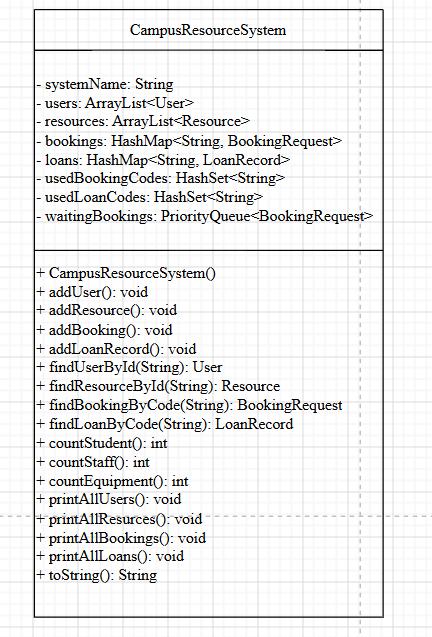 CampusResourceSystem
- systemName: String
- users: ArrayList<User>
- resources: ArrayList<Resource>
- bookings: HashMap<String, BookingRequest>
- loans: HashMap<String, LoanRecord>
- usedBookingCodes: HashSet<String>
- usedLoanCodes: HashSet<String>
- waitingBookings: PriorityQueue<BookingRequest>
+ CampusResourceSystem()
+ addUser(): void
+ addResource(): void
+ addBooking(): void
+ addLoanRecord(): void
+ findUserById(String): User
+ findResourceById(String): Resource
+ findBookingByCode(String): BookingRequest
+ findLoanByCode(String): LoanRecord
+ countStudent(): int
+ countStaff(): int
+ countEquipment(): int
+ printAllUsers(): void
+ printAllResurces(): void
+ printAllBookings(): void
+ printAllLoans(): void
+ toString(): String